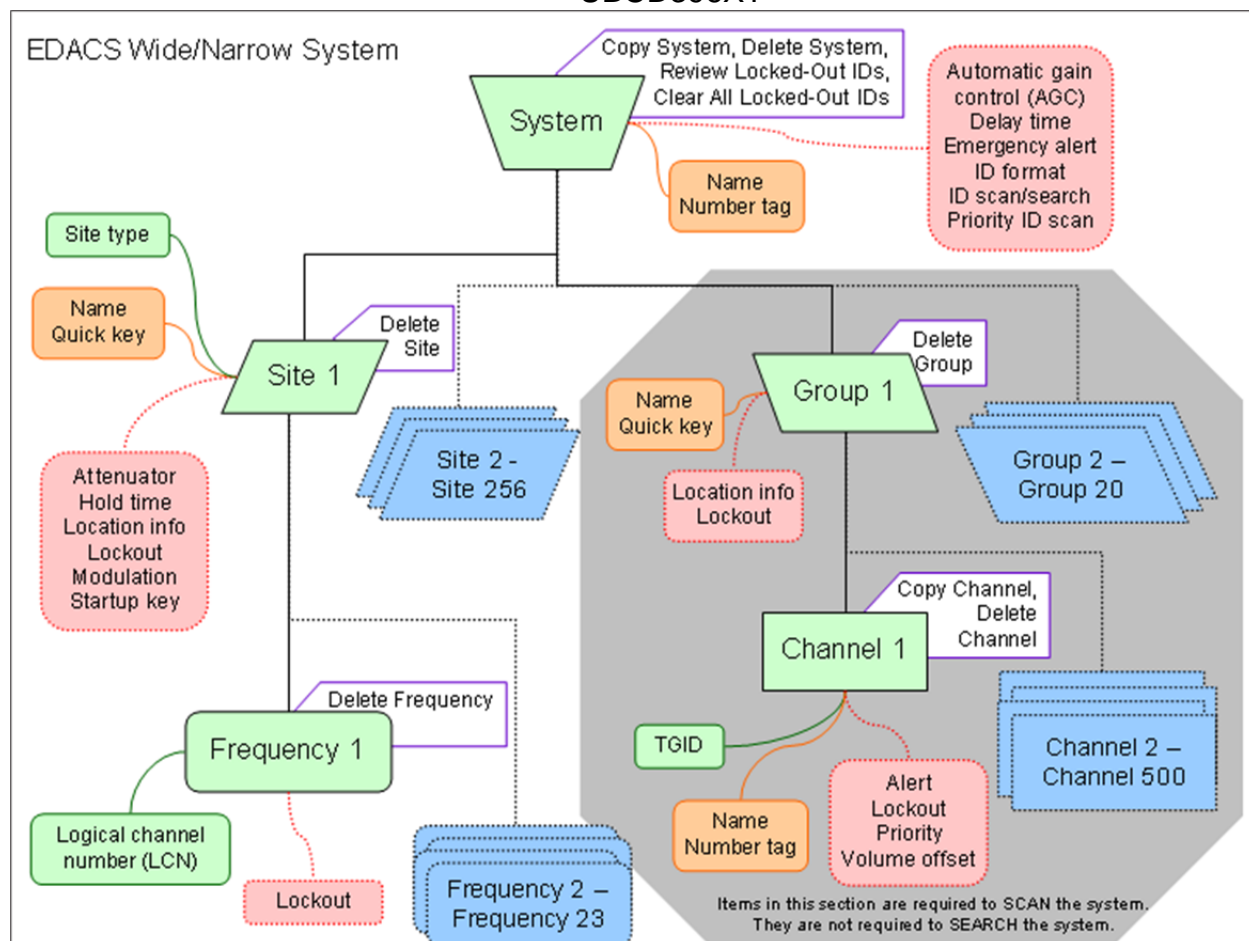 EDACS Wide/Narrow System
Copy System, Delete System,
Review Locked-Out IDs,
Clear All Locked-Out IDs
System
Automatic gain
control (AGC)
Delay time
Emergency alert
ID format
ID scan/search
Priority ID scan
Name
Number tag
Site type
Name
Quick key
Delete
Site
Site 1
Attenuator
Hold time
Location info
Lockout
Modulation
Startup key
Site 2 -
Site 256
Delete
Group
Group 1
Name
Quick key
Location info
Lockout
Group 2 –
Group 20
Copy Channel,
Delete
Channel
Channel 1
TGID
Name
Number tag
Alert
Lockout
Priority
Volume offset
Channel 2 –
Channel 500
Delete Frequency
Frequency 1
Logical channel
number (LCN)
Lockout
Frequency 2 –
Frequency 23
Items in this section are required to SCAN the system.
They are not required to SEARCH the system.